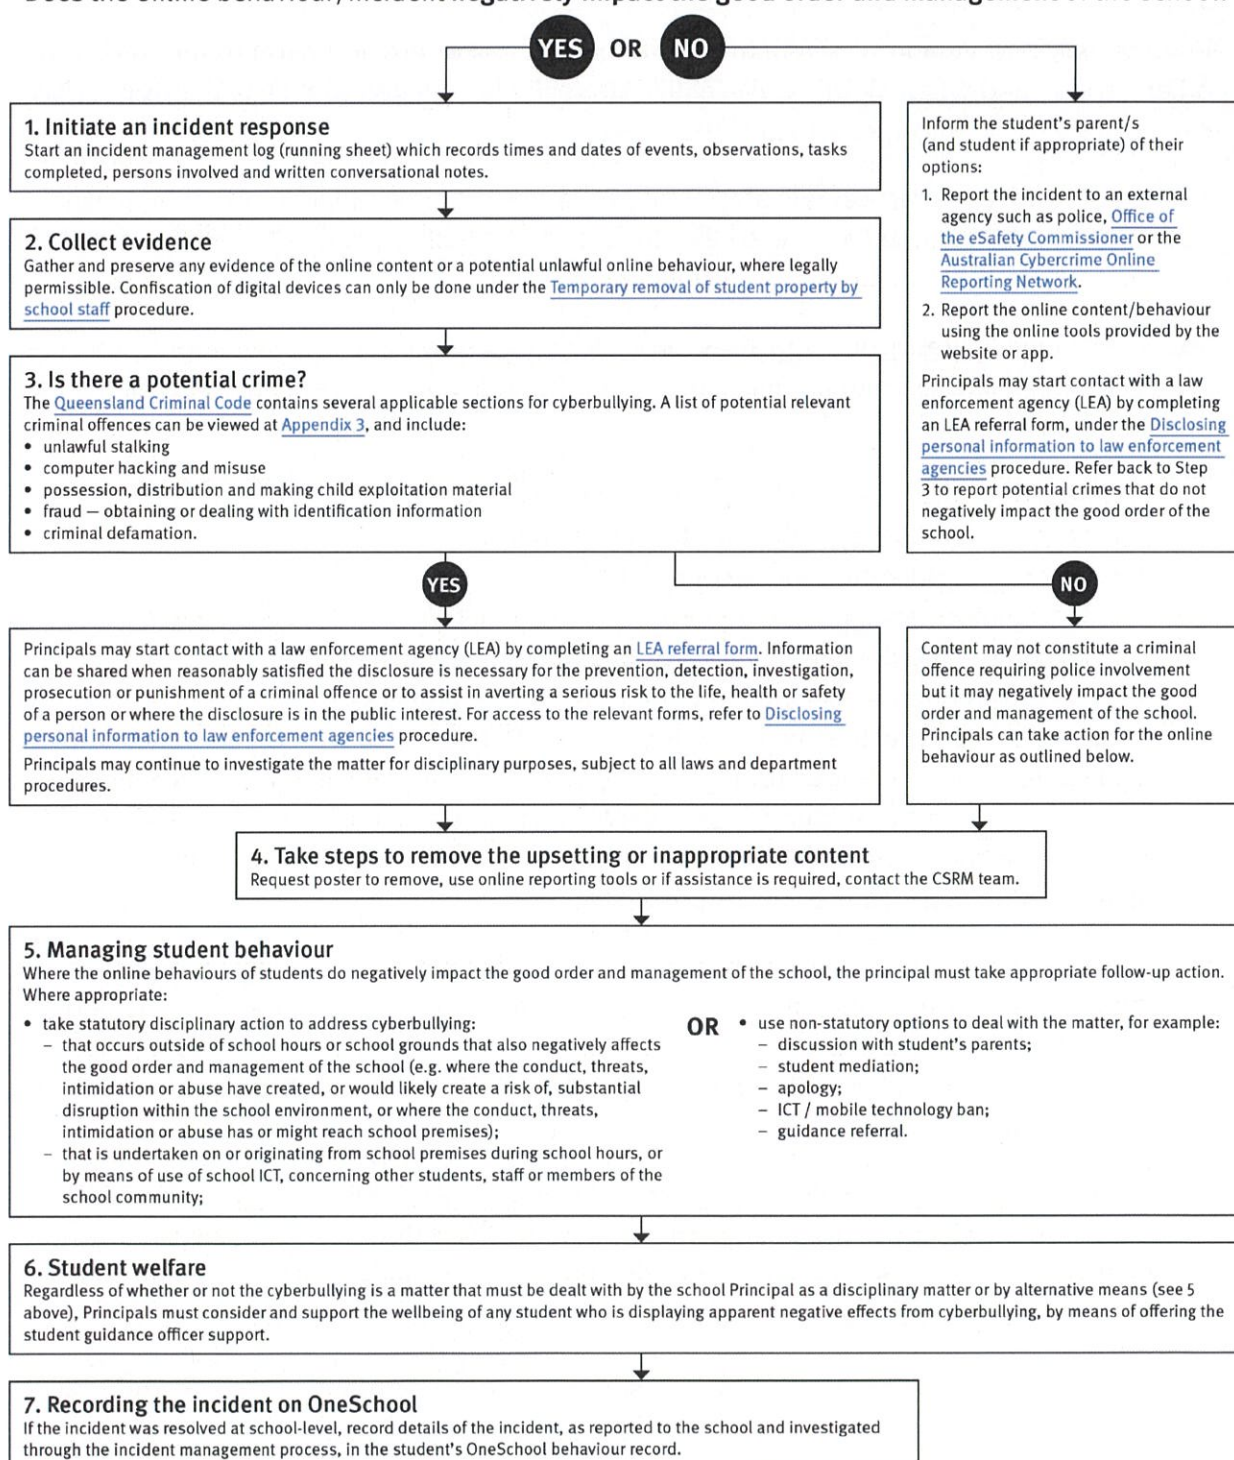 Does the online behaviour/incident negatively impact the good order and management of the school?
YES OR NO
1. Initiate an incident response
Start an incident management log (running sheet) which records times and dates of events, observations, tasks
completed, persons involved and written conversational notes.
2. Collect evidence
Gather and preserve any evidence of the online content or a potential unlawful online behaviour, where legally
permissible. Confiscation of digital devices can only be done under the Temporary removal of student property by
school staff procedure.
3. Is there a potential crime?
The Queensland Criminal Code contains several applicable sections for cyberbullying. A list of potential relevant
criminal offences can be viewed at Appendix 3, and include:
• unlawful stalking
• computer hacking and misuse
• possession, distribution and making child exploitation material
• fraud — obtaining or dealing with identification information
• criminal defamation.
Inform the student's parent/s
(and student if appropriate) of their
options:
1. Report the incident to an external
agency such as police, Office of
the eSafety Commissioner or the
Australian Cybercrime Online
Reporting Network.
2. Report the online content/behaviour
using the online tools provided by the
website or app.
Principals may start contact with a law
enforcement agency (LEA) by completing
an LEA referral form, under the Disclosing
personal information to law enforcement
agencies procedure. Refer back to Step
3 to report potential crimes that do not
negatively impact the good order of the
school.
YES
NO
Principals may start contact with a law enforcement agency (LEA) by completing an LEA referral form. Information
can be shared when reasonably satisfied the disclosure is necessary for the prevention, detection, investigation,
prosecution or punishment of a criminal offence or to assist in averting a serious risk to the life, health or safety
of a person or where the disclosure is in the public interest. For access to the relevant forms, refer to Disclosing
personal information to law enforcement agencies procedure.
Principals may continue to investigate the matter for disciplinary purposes, subject to all laws and department
procedures.
Content may not constitute a criminal
offence requiring police involvement
but it may negatively impact the good
order and management of the school.
Principals can take action for the online
behaviour as outlined below.
4. Take steps to remove the upsetting or inappropriate content
Request poster to remove, use online reporting tools or if assistance is required, contact the CSRM team.
5. Managing student behaviour
Where the online behaviours of students do negatively impact the good order and management of the school, the principal must take appropriate follow-up action.
Where appropriate:
• take statutory disciplinary action to address cyberbullying:
– that occurs outside of school hours or school grounds that also negatively affects
the good order and management of the school (e.g. where the conduct, threats,
intimidation or abuse have created, or would likely create a risk of, substantial
disruption within the school environment, or where the conduct, threats,
intimidation or abuse has or might reach school premises);
– that is undertaken on or originating from school premises during school hours, or
by means of use of school ICT, concerning other students, staff or members of the
school community;
OR
• use non-statutory options to deal with the matter, for example:
– discussion with student's parents;
– student mediation;
– apology;
– ICT / mobile technology ban;
– guidance referral.
6. Student welfare
Regardless of whether or not the cyberbullying is a matter that must be dealt with by the school Principal as a disciplinary matter or by alternative means (see 5
above), Principals must consider and support the wellbeing of any student who is displaying apparent negative effects from cyberbullying, by means of offering the
student guidance officer support.
7. Recording the incident on OneSchool
If the incident was resolved at school-level, record details of the incident, as reported to the school and investigated
through the incident management process, in the student's OneSchool behaviour record.